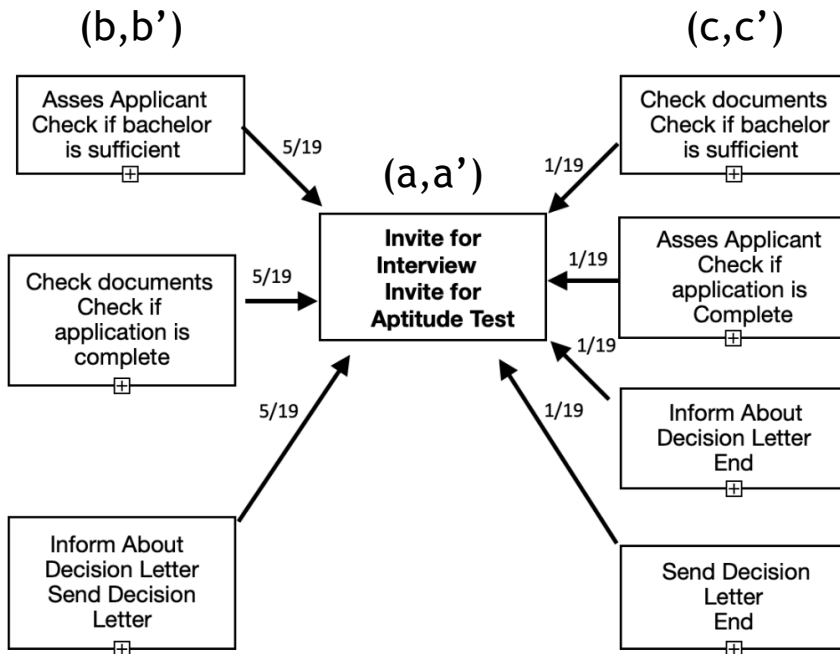 (b,b’)
(c,c’)
Asses Applicant
Check if bachelor
is sufficient
5/19
(a,a’)
1/19
Check documents
Check if bachelor
is sufficient
Check documents
Check if
application is
complete
5/19
Invite for
Interview
Invite for
Aptitude Test
1/19
Asses Applicant
Check if
application is
Complete
1/19
Inform About
Decision Letter
End
5/19
1/19
Inform About
Decision Letter
Send Decision
Letter
Send Decision
Letter
End